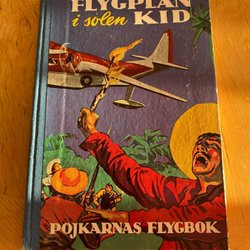 FLYGPLAN
i solen KID
POJKARNAS FLYGBOK